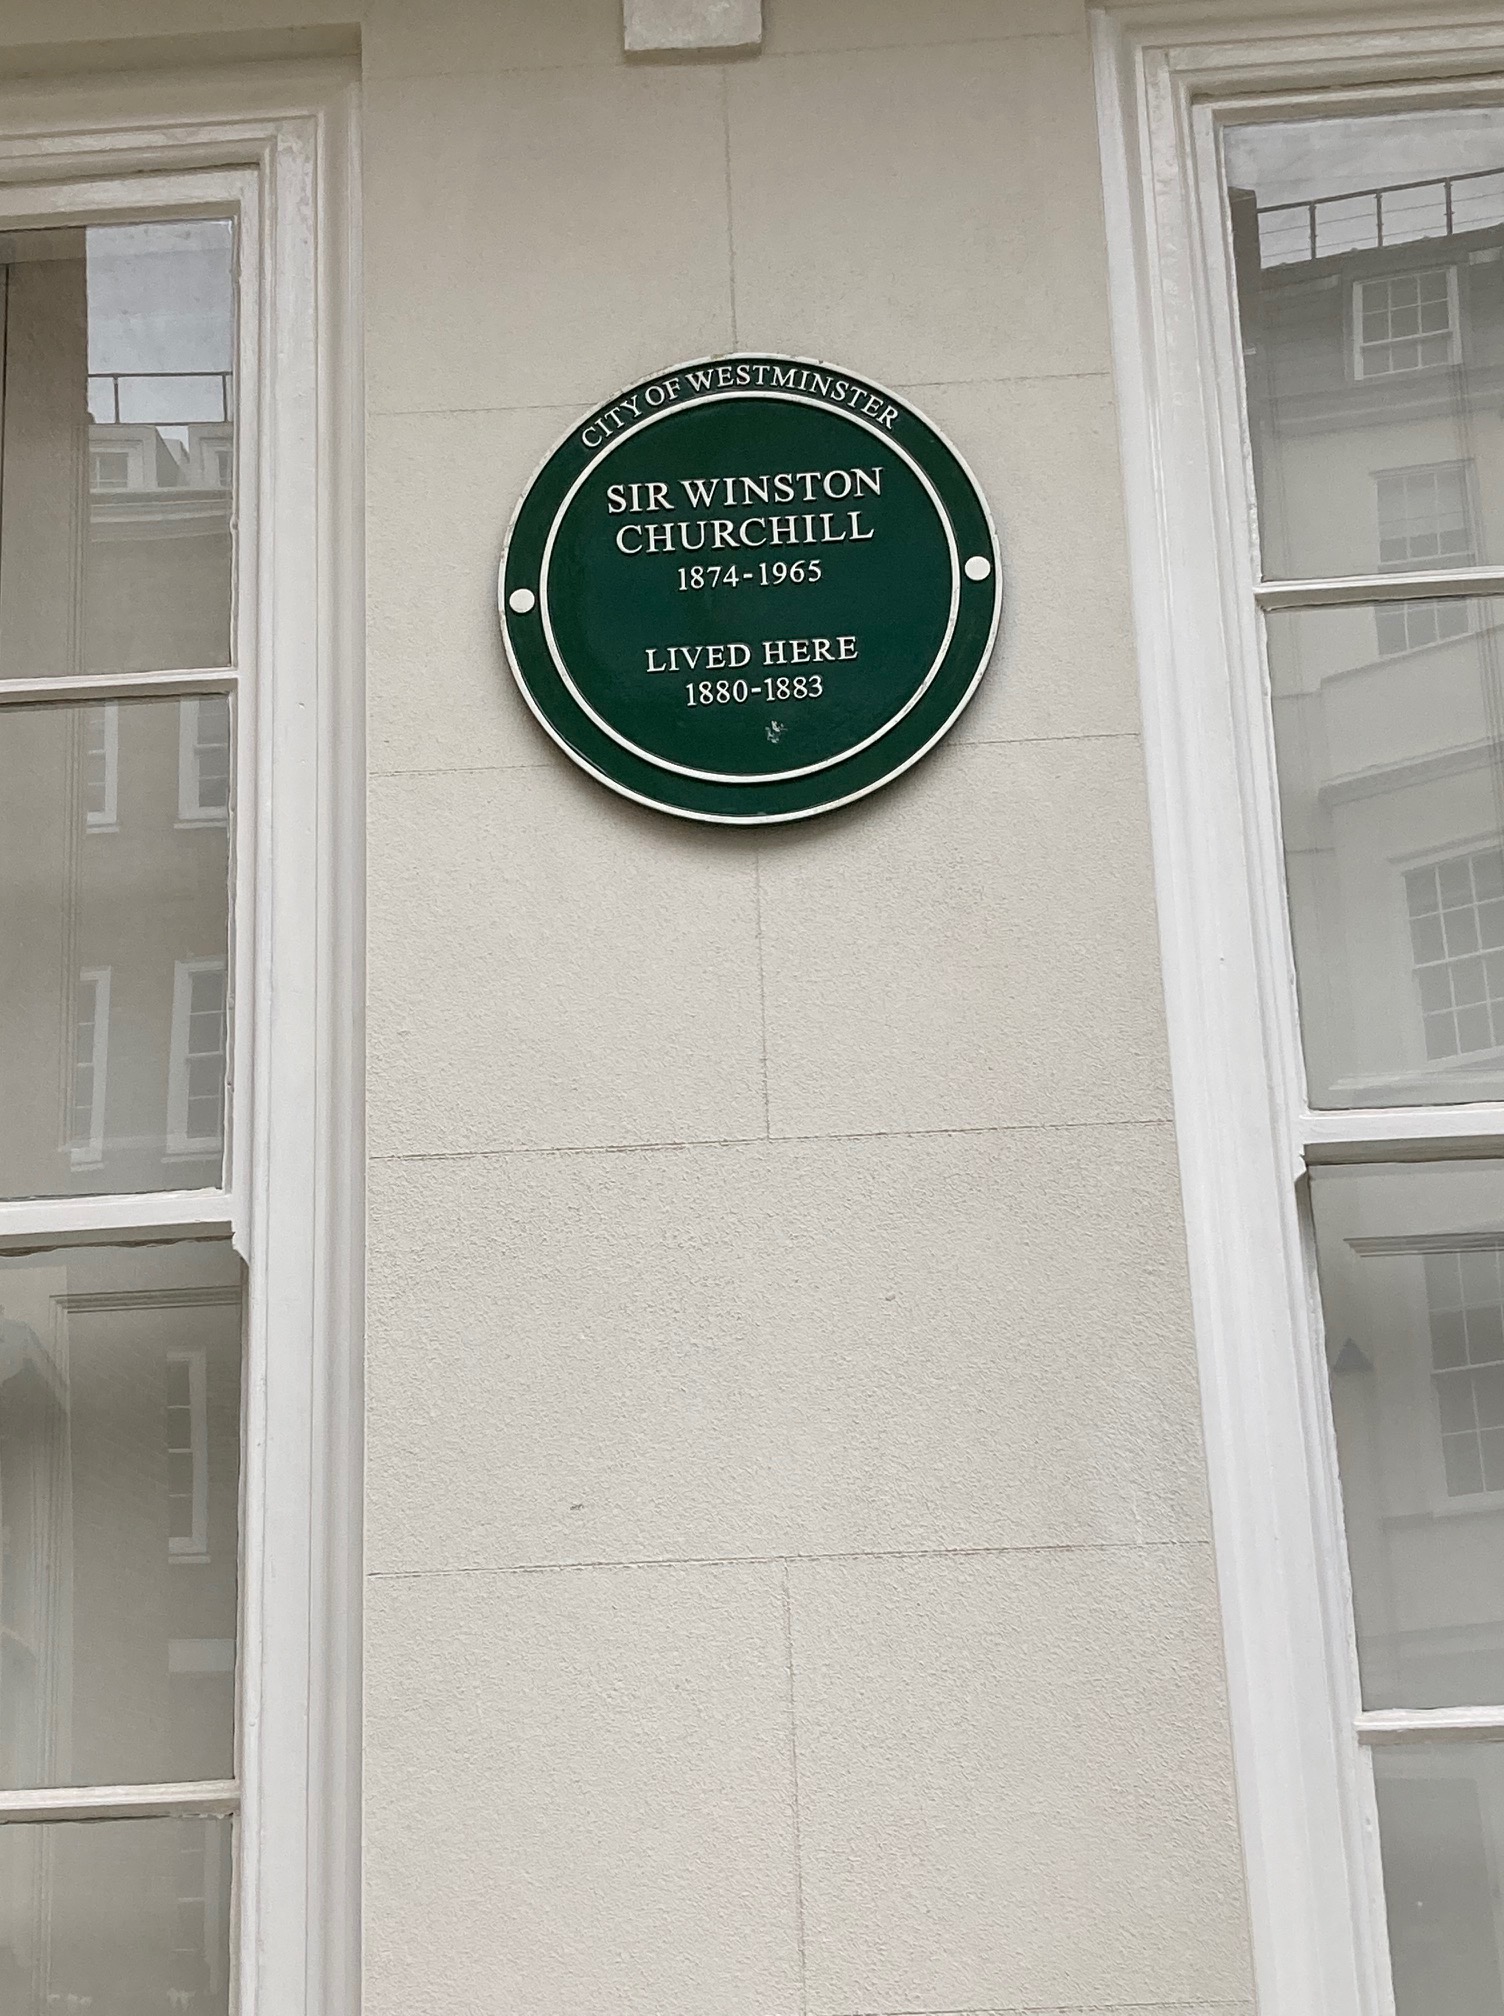 CITY OF WESTMINSTER
SIR WINSTON
CHURCHILL
1874-1965
LIVED HERE
1880-1883